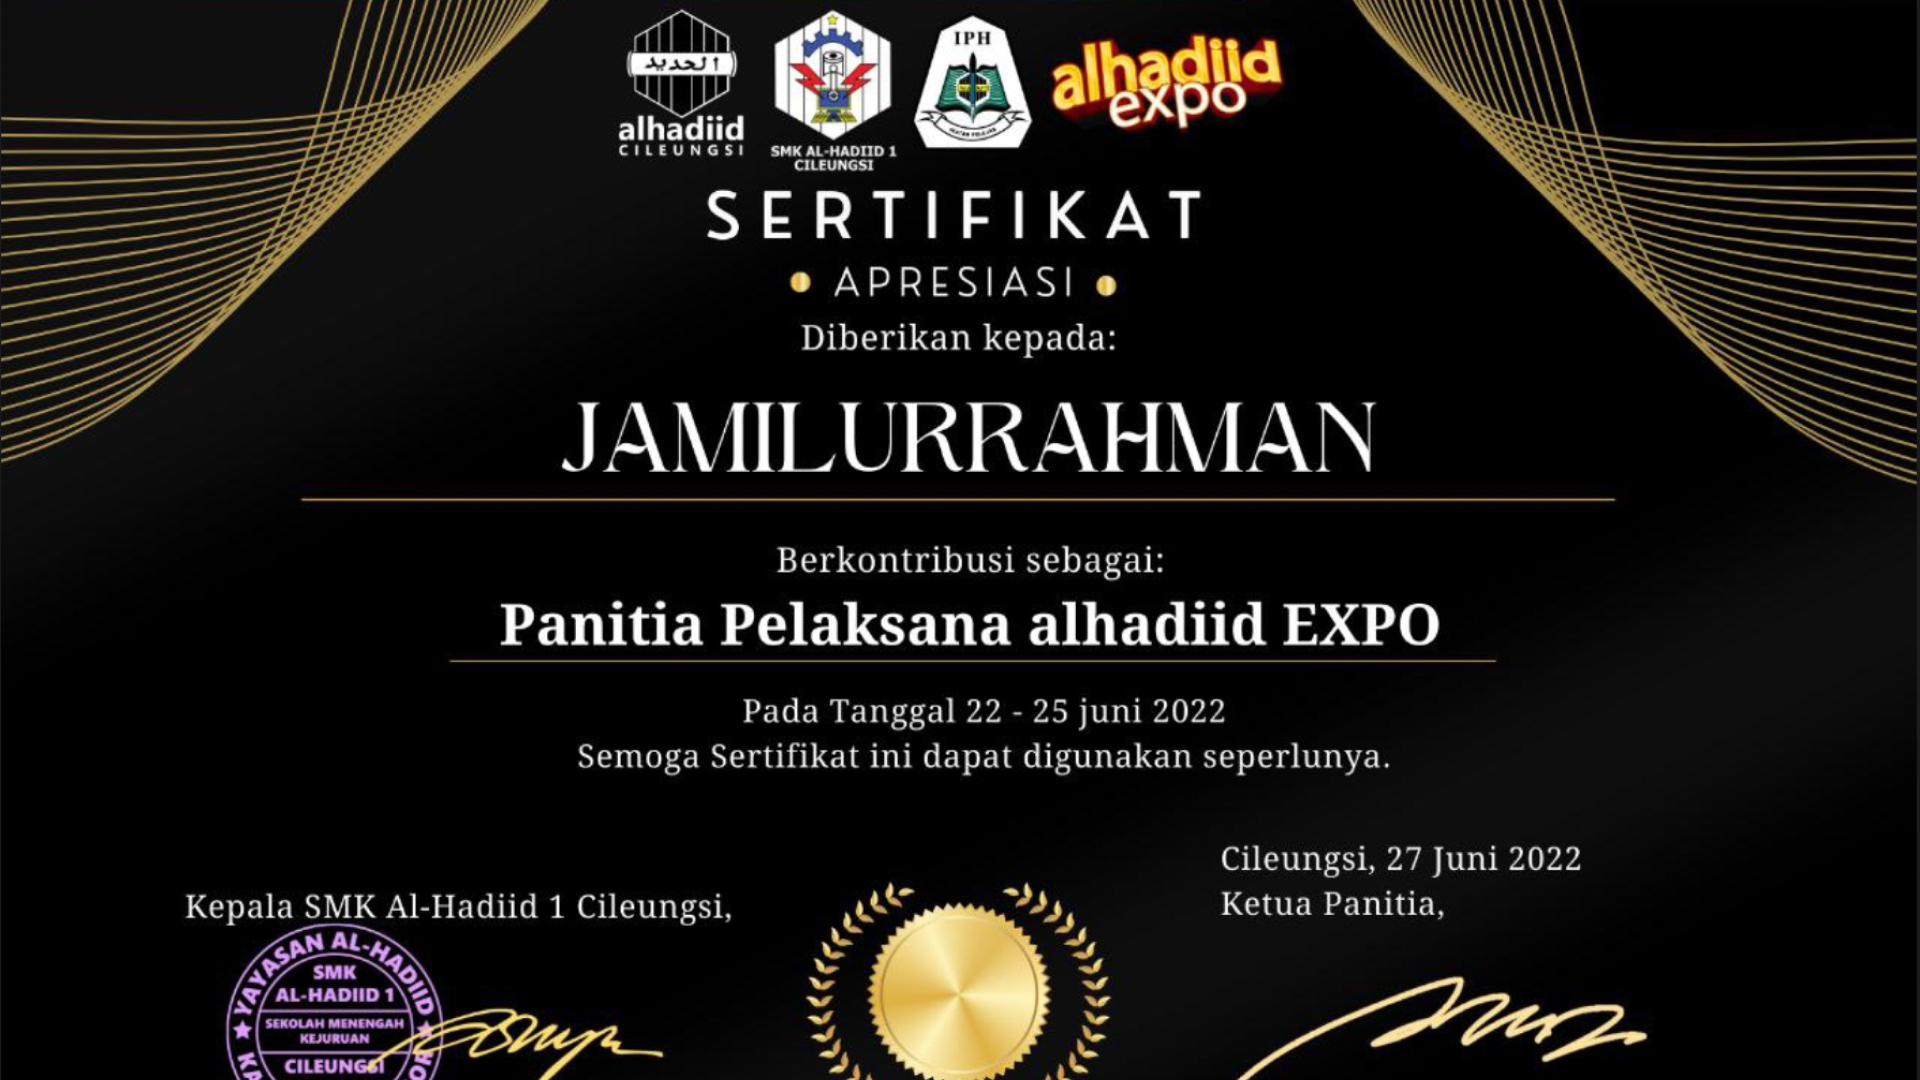 الحديد
alhadiid
CILEUNGSI
SMK AL-HADIID 1
CILEUNGSI
IPH
alhadiid
expo
SERTIFIKAT
APRESIASI
Diberikan kepada:
JAMILURRAHMAN
Berkontribusi sebagai:
Panitia Pelaksana alhadiid EXPO
Pada Tanggal 22 - 25 juni 2022
Semoga Sertifikat ini dapat digunakan seperlunya.
Cileungsi, 27 Juni 2022
Ketua Panitia,
Kepala SMK Al-Hadiid 1 Cileungsi,
YAYASAN AL-HADIID
SMK
AL-HADIID 1
SEKOLAH MENENGAH
KEJURUAN
CILEUNGSI